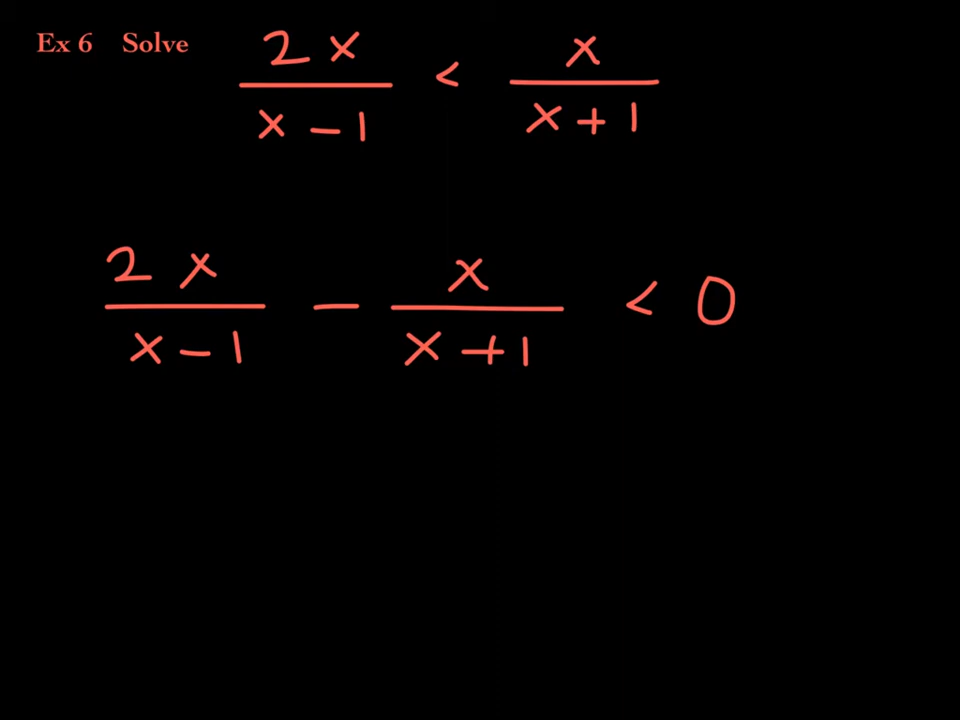 Ex 6 Solve 2x / x - 1 < x / x + 1
2x / x - 1 - x / x + 1 < 0